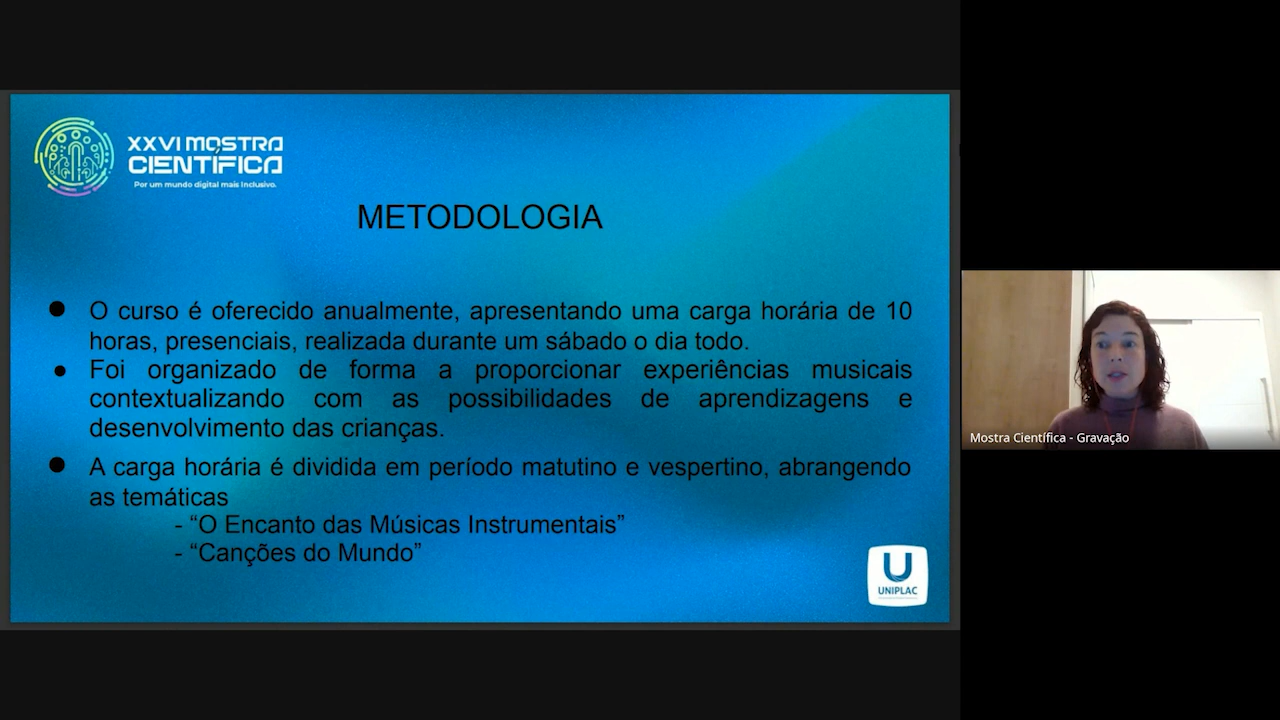 XXVI MOSTRA
CIENTÍFICA
Por um mundo digital mais Inclusivo.
METODOLOGIA
● O curso é oferecido anualmente, apresentando uma carga horária de 10
horas, presenciais, realizada durante um sábado o dia todo.
● Foi organizado de forma a proporcionar experiências musicais
contextualizando com as possibilidades de aprendizagens e
desenvolvimento das crianças.
● A carga horária é dividida em período matutino e vespertino, abrangendo
as temáticas
- “O Encanto das Músicas Instrumentais”
- “Canções do Mundo”
UNIPLAC
Mostra Científica - Gravação